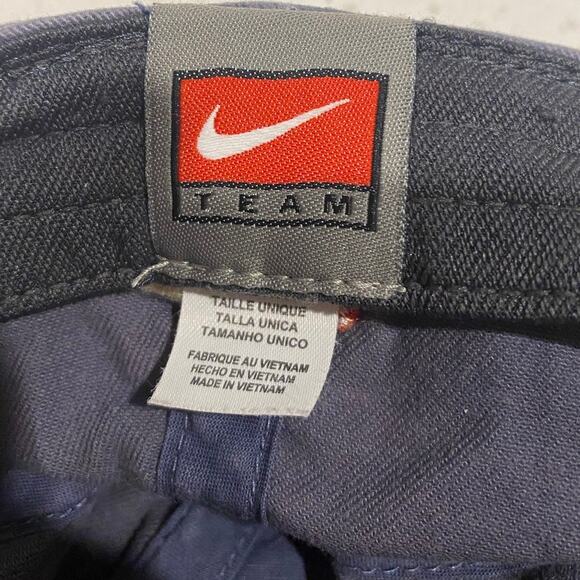 TEAM
TAILLE UNIQUE
TALLA UNICA
TAMANHO UNICO
FABRIQUE AU VIETNAM
HECHO EN VIETNAM
MADE IN VIETNAM